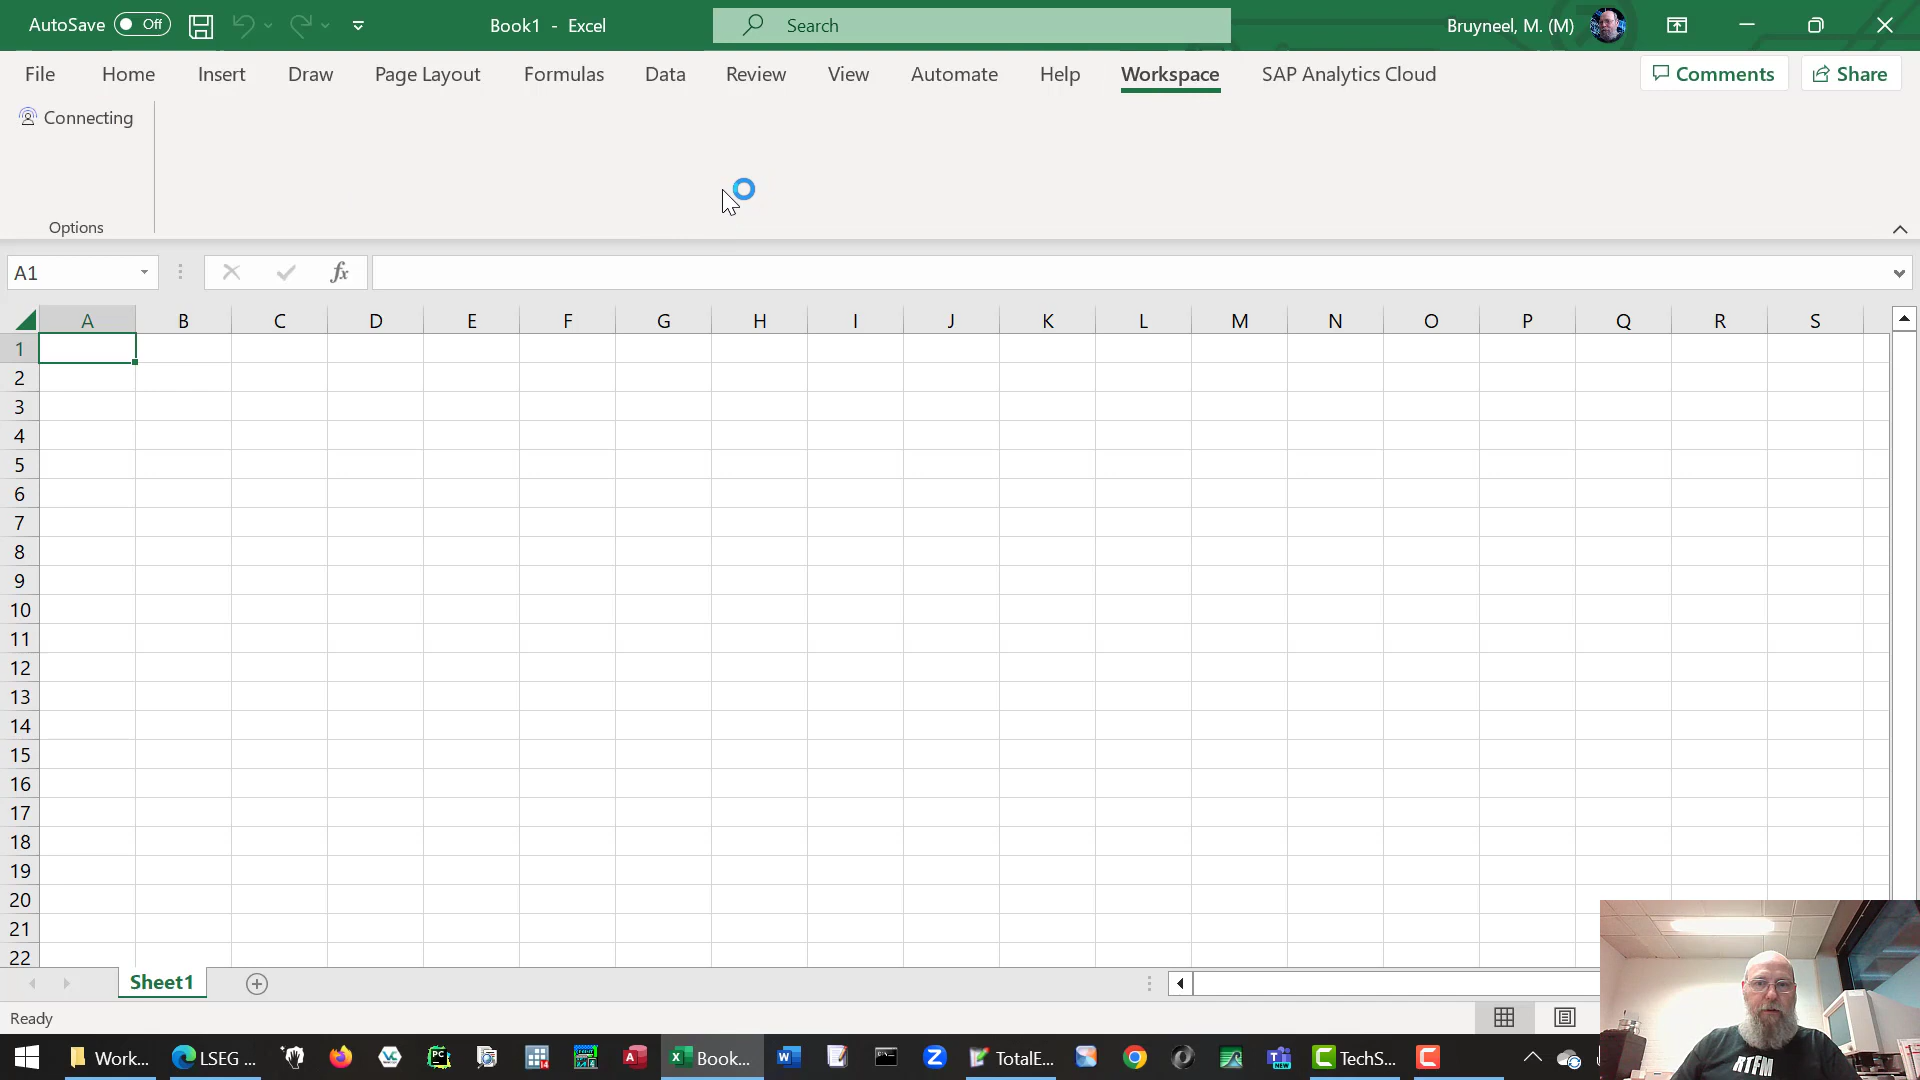 AutoSave Off Book1 - Excel Search Bruyneel, M. (M)
File Home Insert Draw Page Layout Formulas Data Review View Automate Help Workspace SAP Analytics Cloud Comments Share
Connecting
Options
A1 fx
A B C D E F G H I J K L M N O P Q R S
1
2
3
4
5
6
7
8
9
10
11
12
13
14
15
16
17
18
19
20
21
22
Sheet1
Ready
Work... LSEG ... Book... TotalE... TechS...
RTFM